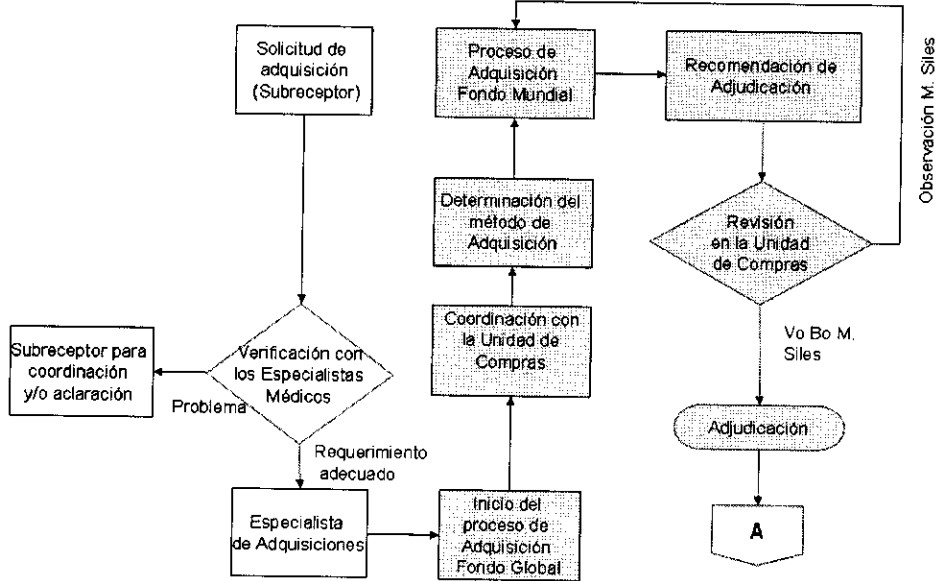 Solicitud de
adquisición
(Subreceptor)
Verificación con
los Especialistas
Médicos
Problema
Subreceptor para
coordinación
y/o aclaración
Requerimiento
adecuado
Especialista
de Adquisiciones
Inicio del
proceso de
Adquisición
Fondo Global
Coordinación con
la Unidad de
Compras
Determinación del
método de
Adquisición
Proceso de
Adquisición
Fondo Mundial
Recomendación de
Adjudicación
Revisión
en la Unidad
de Compras
Observación M. Siles
Vo Bo M.
Siles
Adjudicación
A